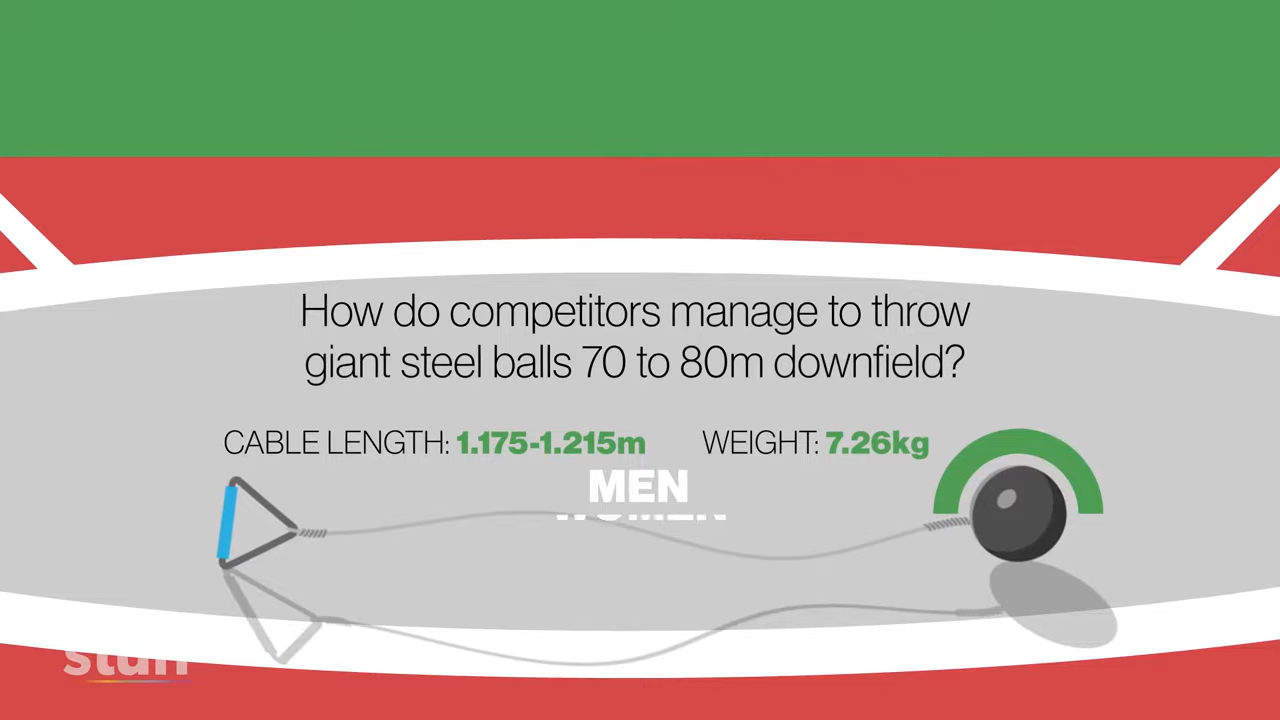 How do competitors manage to throw
giant steel balls 70 to 80m downfield?
CABLE LENGTH: 1.175-1.215m WEIGHT: 7.26kg
MEN